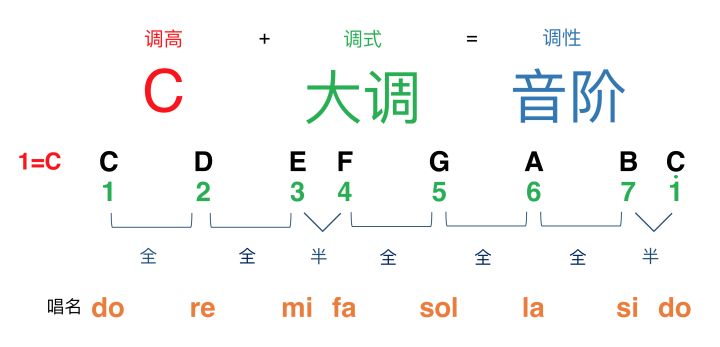 调高 + 调式 = 调性
C 大调 音阶
1=C C D E F G A B C
1 2 3 4 5 6 7 1̇
全 全 半 全 全 全 半
唱名 do re mi fa sol la si do